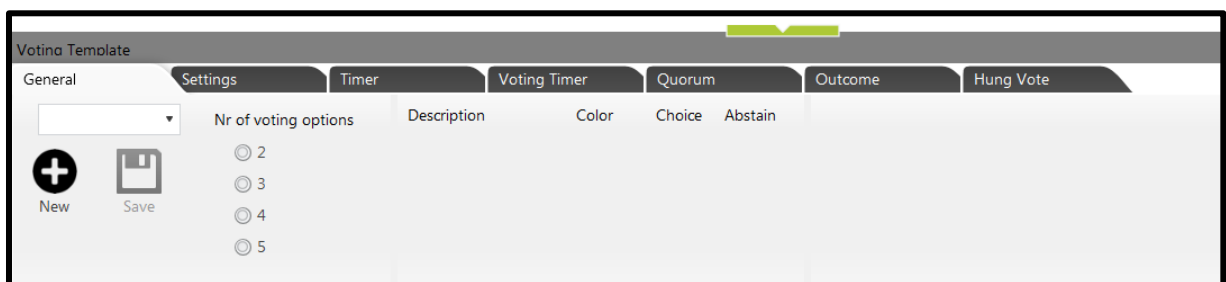 Voting Template
General Settings Timer Voting Timer Quorum Outcome Hung Vote
Nr of voting options Description Color Choice Abstain
2
3
4
5
New Save